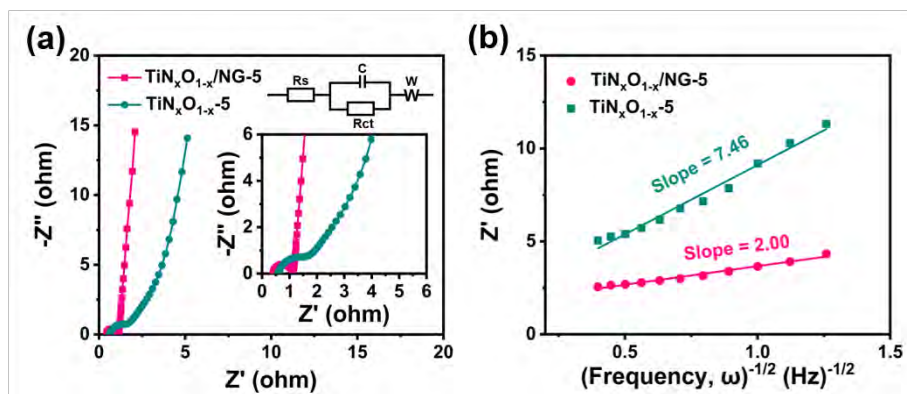 (a)
20
15
10
5
0
-Z" (ohm)
TiNxO1-x/NG-5
TiNxO1-x-5
Rs
C
Rct
W
6
4
2
0
-Z" (ohm)
0 1 2 3 4 5 6
Z' (ohm)
0 5 10 15 20
Z' (ohm)
(b)
15
10
5
0
Z' (ohm)
TiNxO1-x/NG-5
TiNxO1-x-5
Slope = 7.46
Slope = 2.00
0.5 1.0 1.5
(Frequency, ω)-1/2 (Hz)-1/2